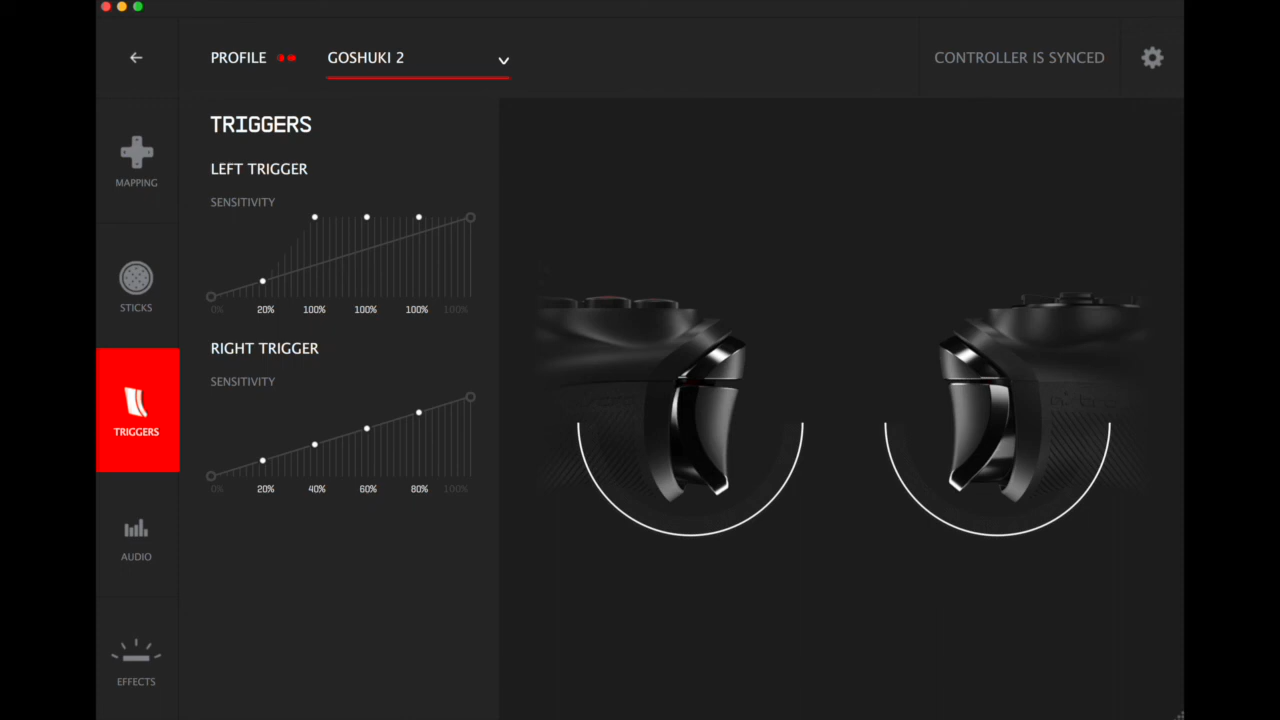 PROFILE GOSHUKI 2 CONTROLLER IS SYNCED
MAPPING
STICKS
TRIGGERS
AUDIO
EFFECTS
TRIGGERS
LEFT TRIGGER
SENSITIVITY
0% 20% 100% 100% 100% 100%
RIGHT TRIGGER
SENSITIVITY
0% 20% 40% 60% 80% 100%